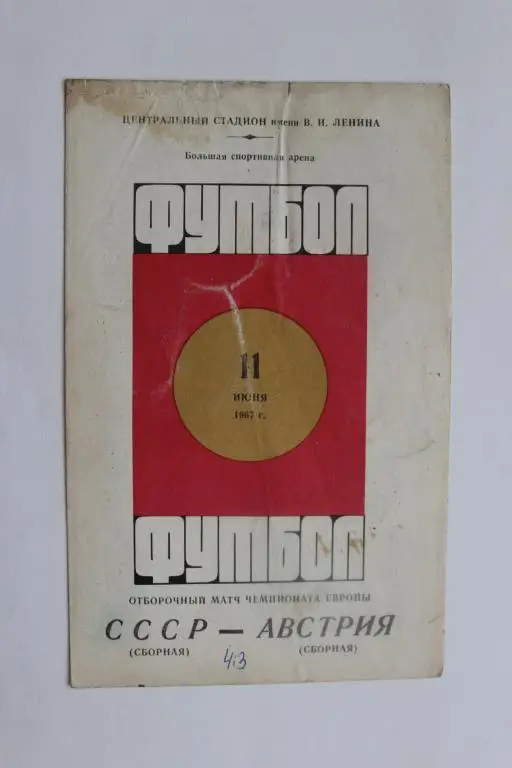 ЦЕНТРАЛЬНЫЙ СТАДИОН имени В. И. ЛЕНИНА
Большая спортивная арена
ФУТБОЛ
11
ИЮНЯ
1967 г.
ФУТБОЛ
ОТБОРОЧНЫЙ МАТЧ ЧЕМПИОНАТА ЕВРОПЫ
СССР — АВСТРИЯ
(СБОРНАЯ) (СБОРНАЯ)
4:3